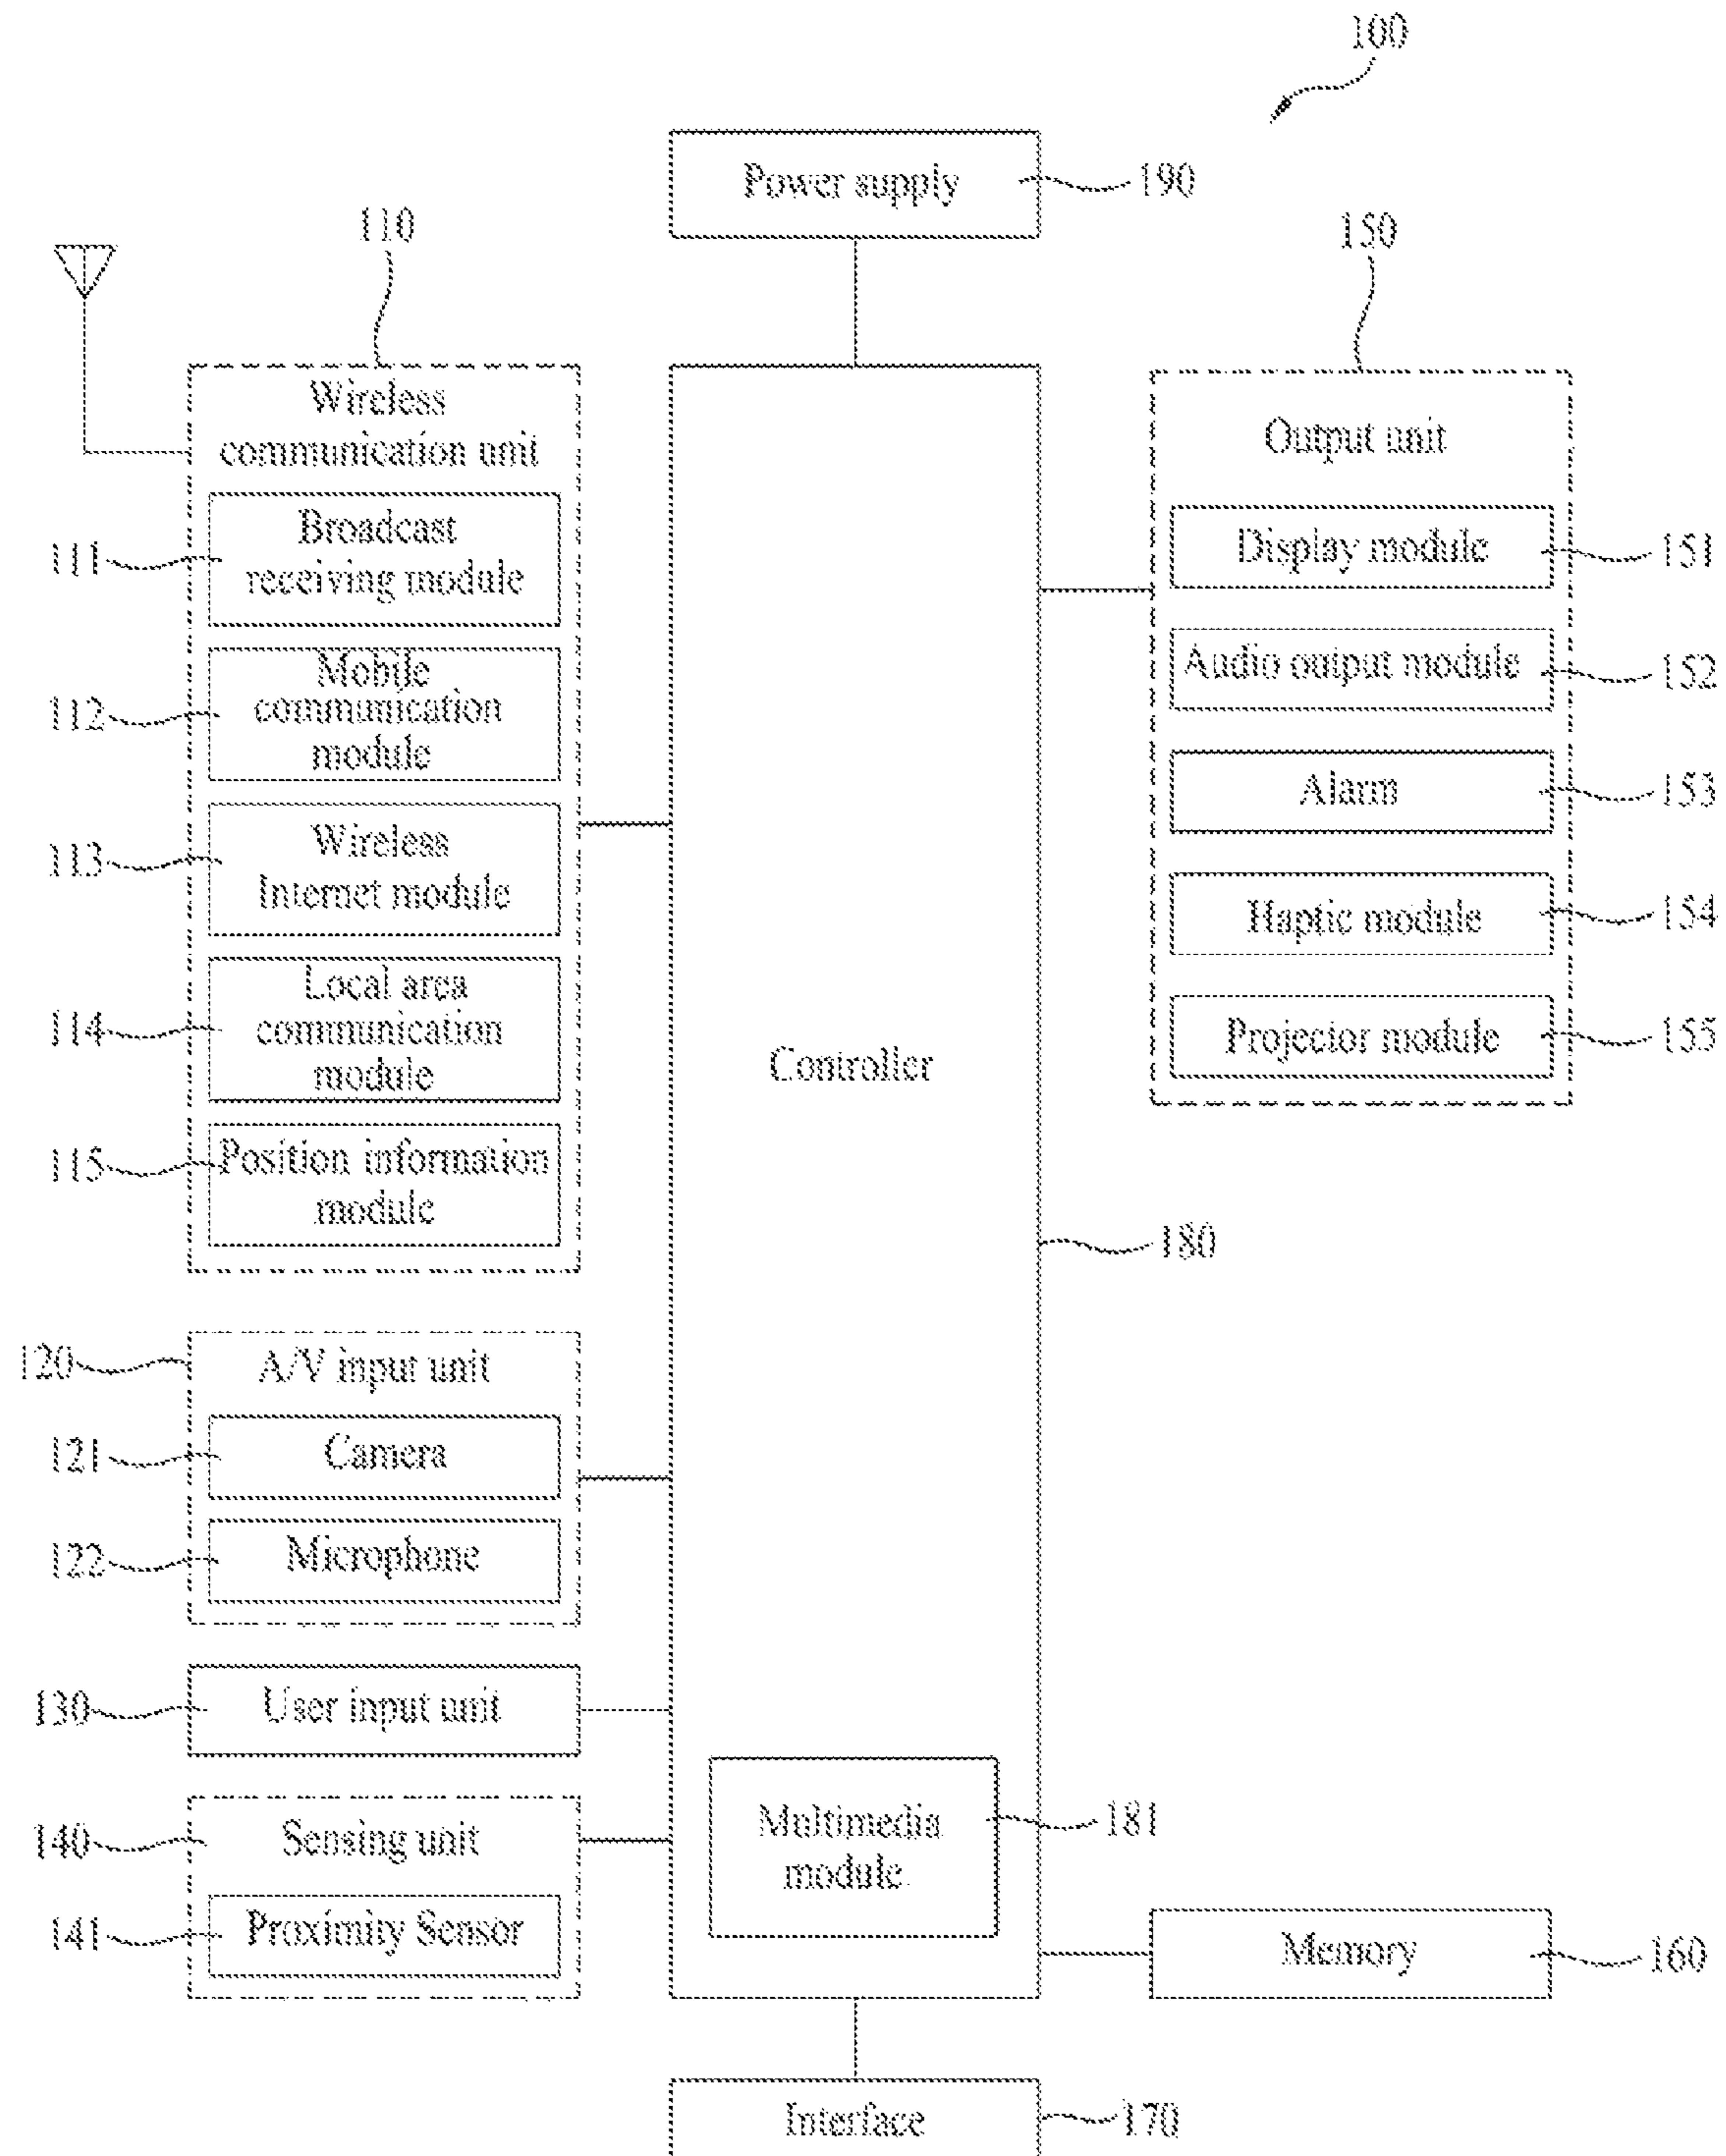 100
Power supply
190
110
150
Wireless
communication unit
Output unit
111
Broadcast
receiving module
Display module
151
112
Mobile
communication
module
Audio output module
152
Alarm
153
113
Wireless
Internet module
Haptic module
154
114
Local area
communication
module
Controller
Projector module
155
115
Position information
module
180
120
A/V input unit
121
Camera
122
Microphone
130
User input unit
140
Sensing unit
Multimedia
module
181
141
Proximity Sensor
Memory
160
Interface
170